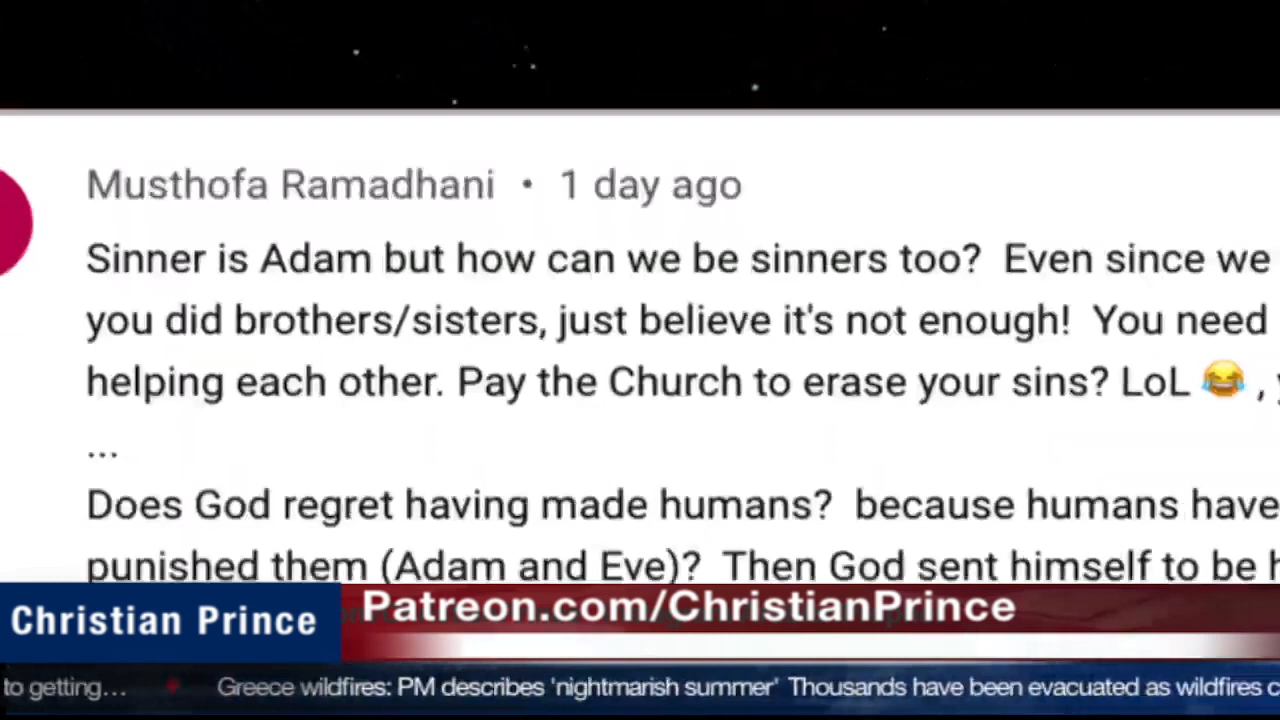 Musthofa Ramadhani • 1 day ago
Sinner is Adam but how can we be sinners too? Even since we
you did brothers/sisters, just believe it's not enough! You need
helping each other. Pay the Church to erase your sins? LoL 😂 ,
...
Does God regret having made humans? because humans have
punished them (Adam and Eve)? Then God sent himself to be
Christian Prince
Patreon.com/ChristianPrince
to getting... Greece wildfires: PM describes 'nightmarish summer' Thousands have been evacuated as wildfires